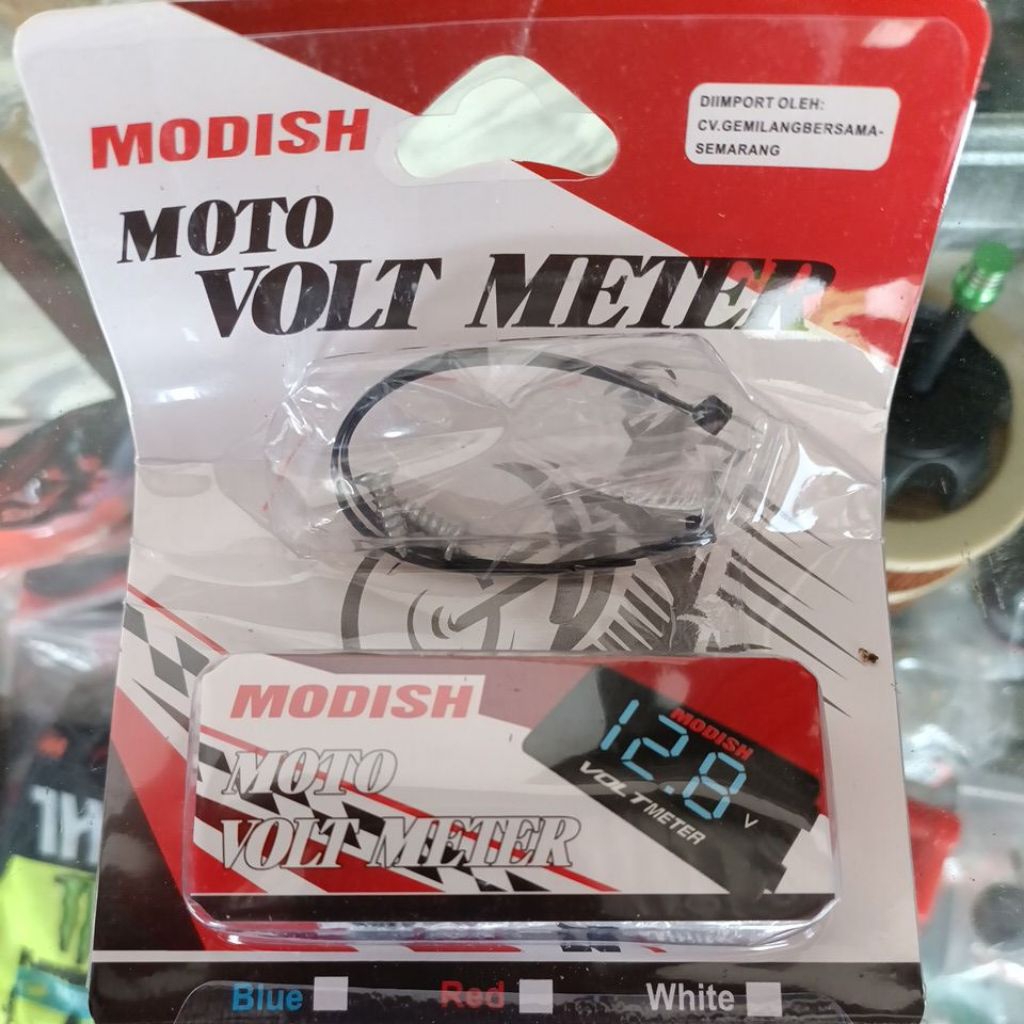 MODISH
DIIMPORT OLEH:
CV.GEMILANGBERSAMA-
SEMARANG
MOTO
VOLT METER
MODISH
MOTO
VOLT METER
MODISH
12.8
V
VOLT METER
Blue
Red
White